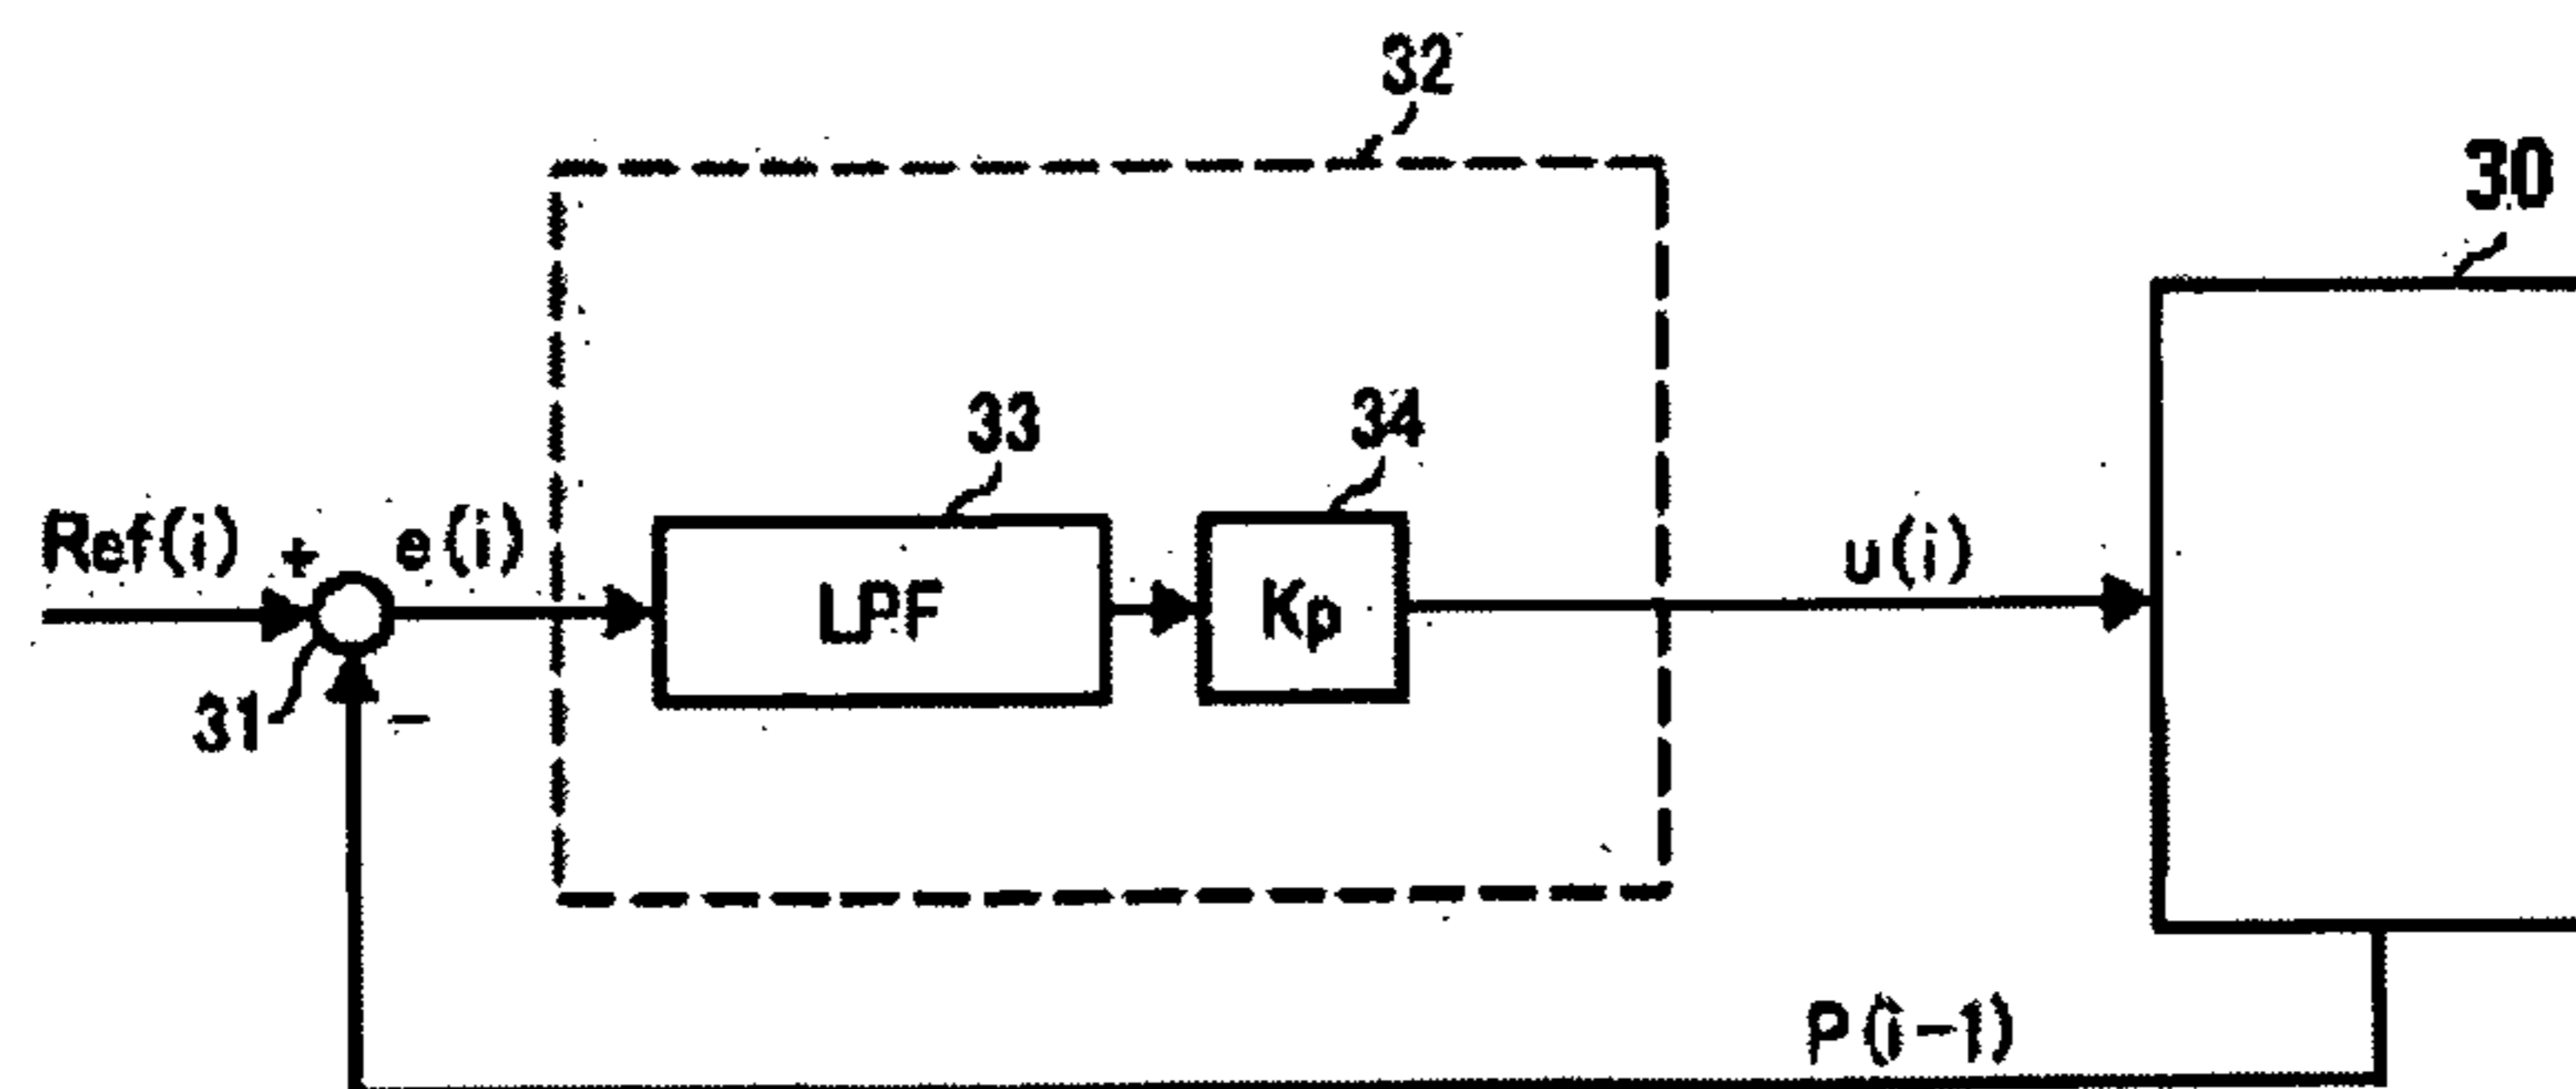 32
30
33
34
Ref(i)
+
e(i)
LPF
Kp
u(i)
31
−
P(i−1)